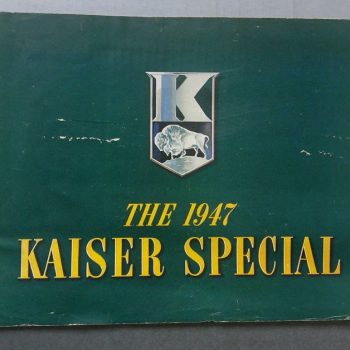 K
THE 1947
KAISER SPECIAL